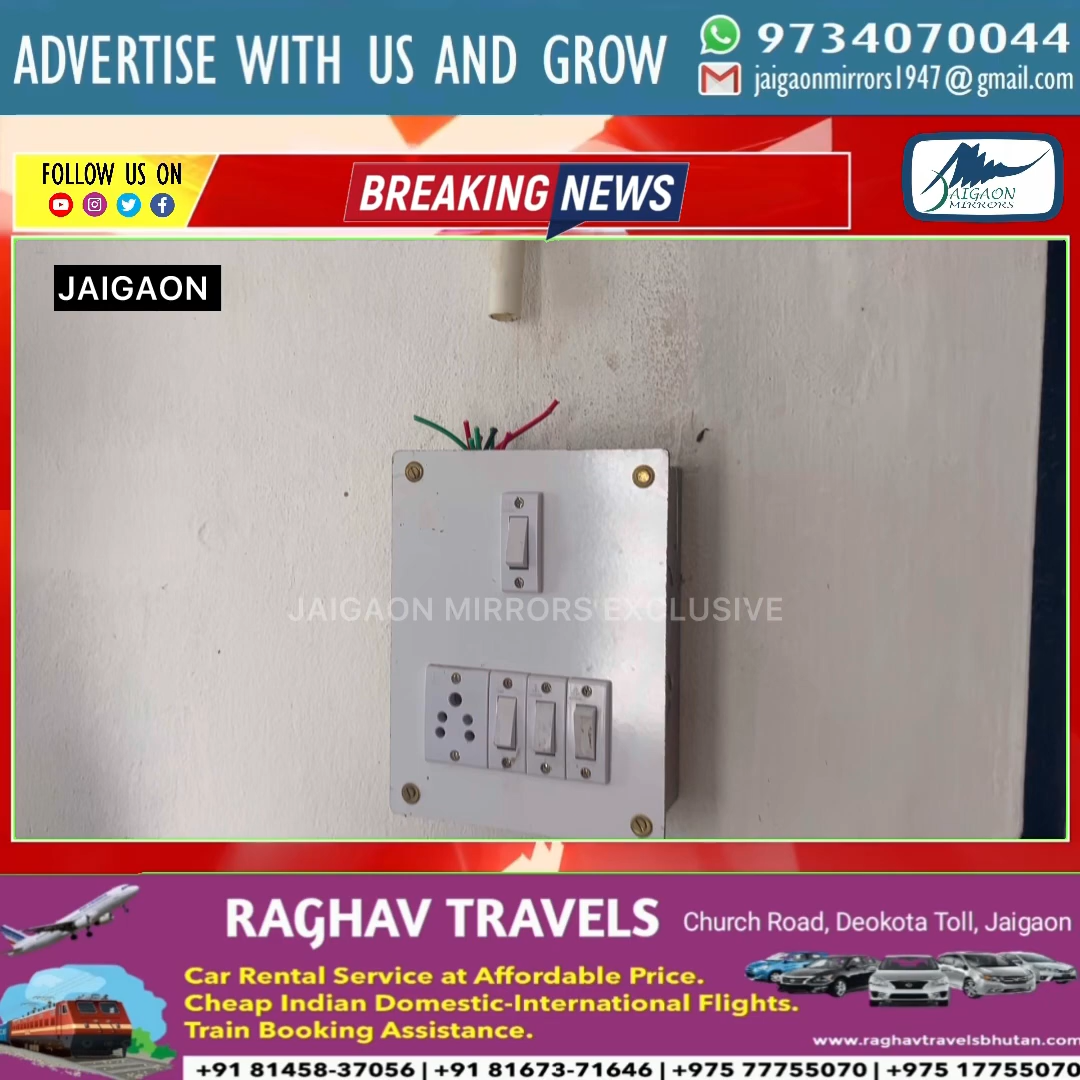 ADVERTISE WITH US AND GROW
9734070044
jaigaonmirrors1947@gmail.com
FOLLOW US ON
BREAKING NEWS
JAIGAON
MIRRORS
JAIGAON
JAIGAON MIRRORS EXCLUSIVE
RAGHAV TRAVELS
Church Road, Deokota Toll, Jaigaon
Car Rental Service at Affordable Price.
Cheap Indian Domestic-International Flights.
Train Booking Assistance.
www.raghavtravelsbhutan.com
+91 81458-37056 | +91 81673-71646 | +975 77755070 | +975 17755070